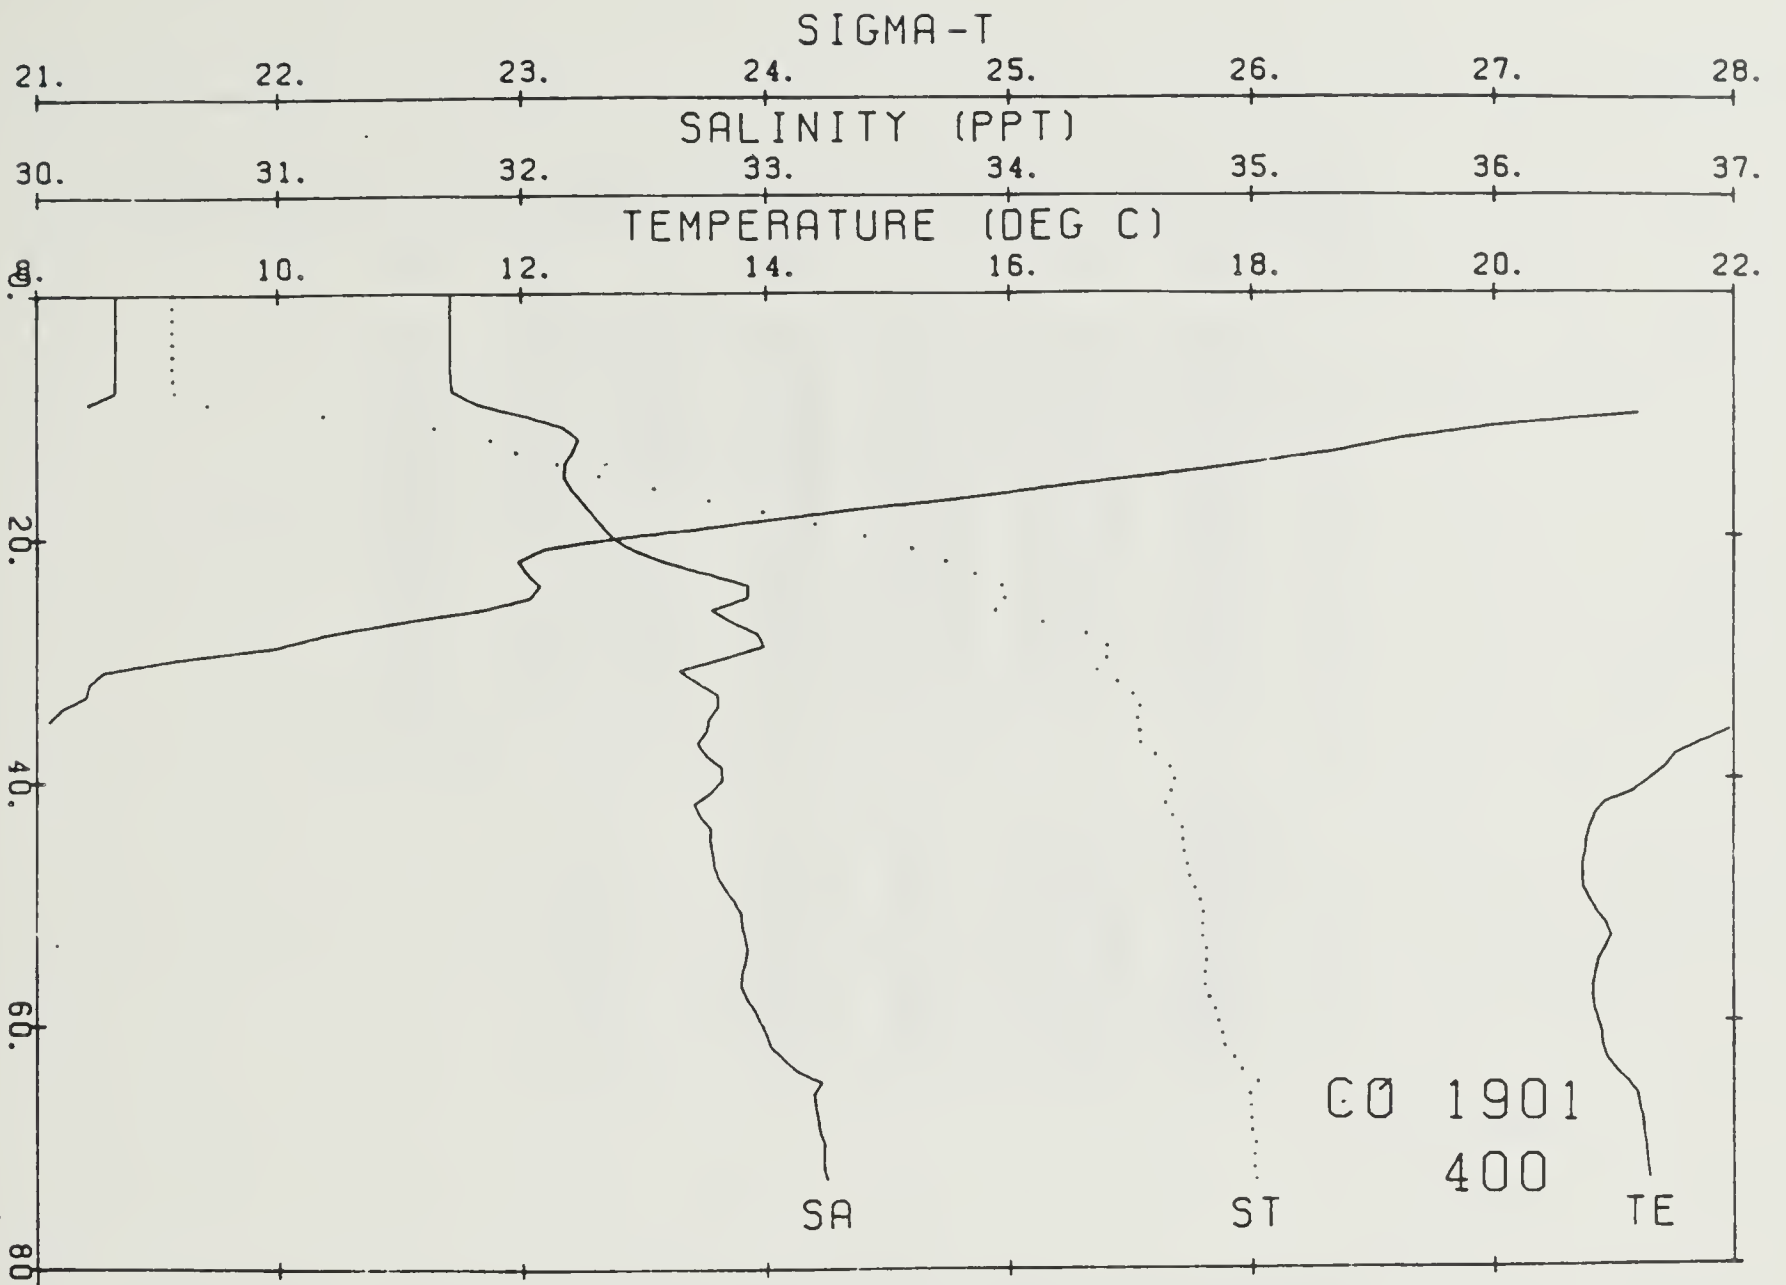 SIGMA-T
21. 22. 23. 24. 25. 26. 27. 28.
SALINITY (PPT)
30. 31. 32. 33. 34. 35. 36. 37.
TEMPERATURE (DEG C)
8. 10. 12. 14. 16. 18. 20. 22.
0.
20.
40.
60.
80
CØ 1901
400
SA ST TE